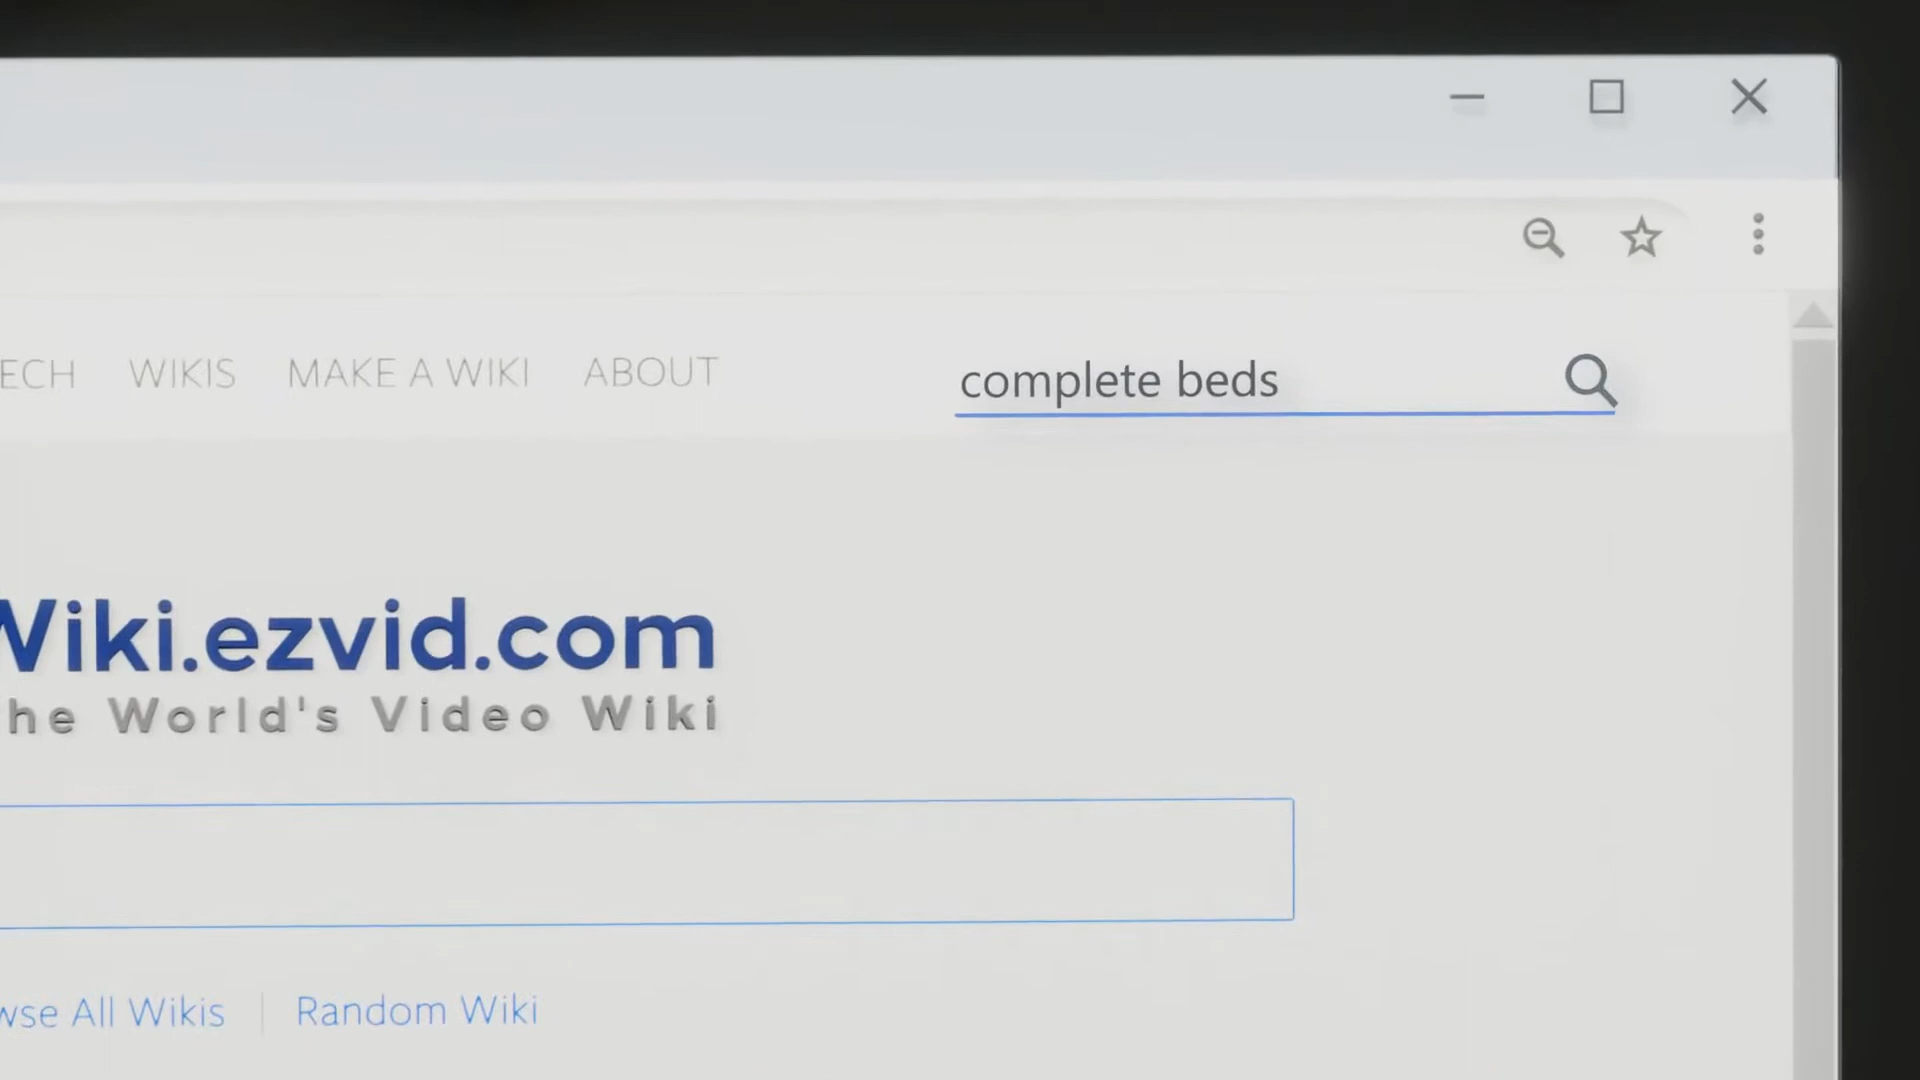 ECH WIKIS MAKE A WIKI ABOUT
complete beds
Wiki.ezvid.com
he World's Video Wiki
wse All Wikis
Random Wiki